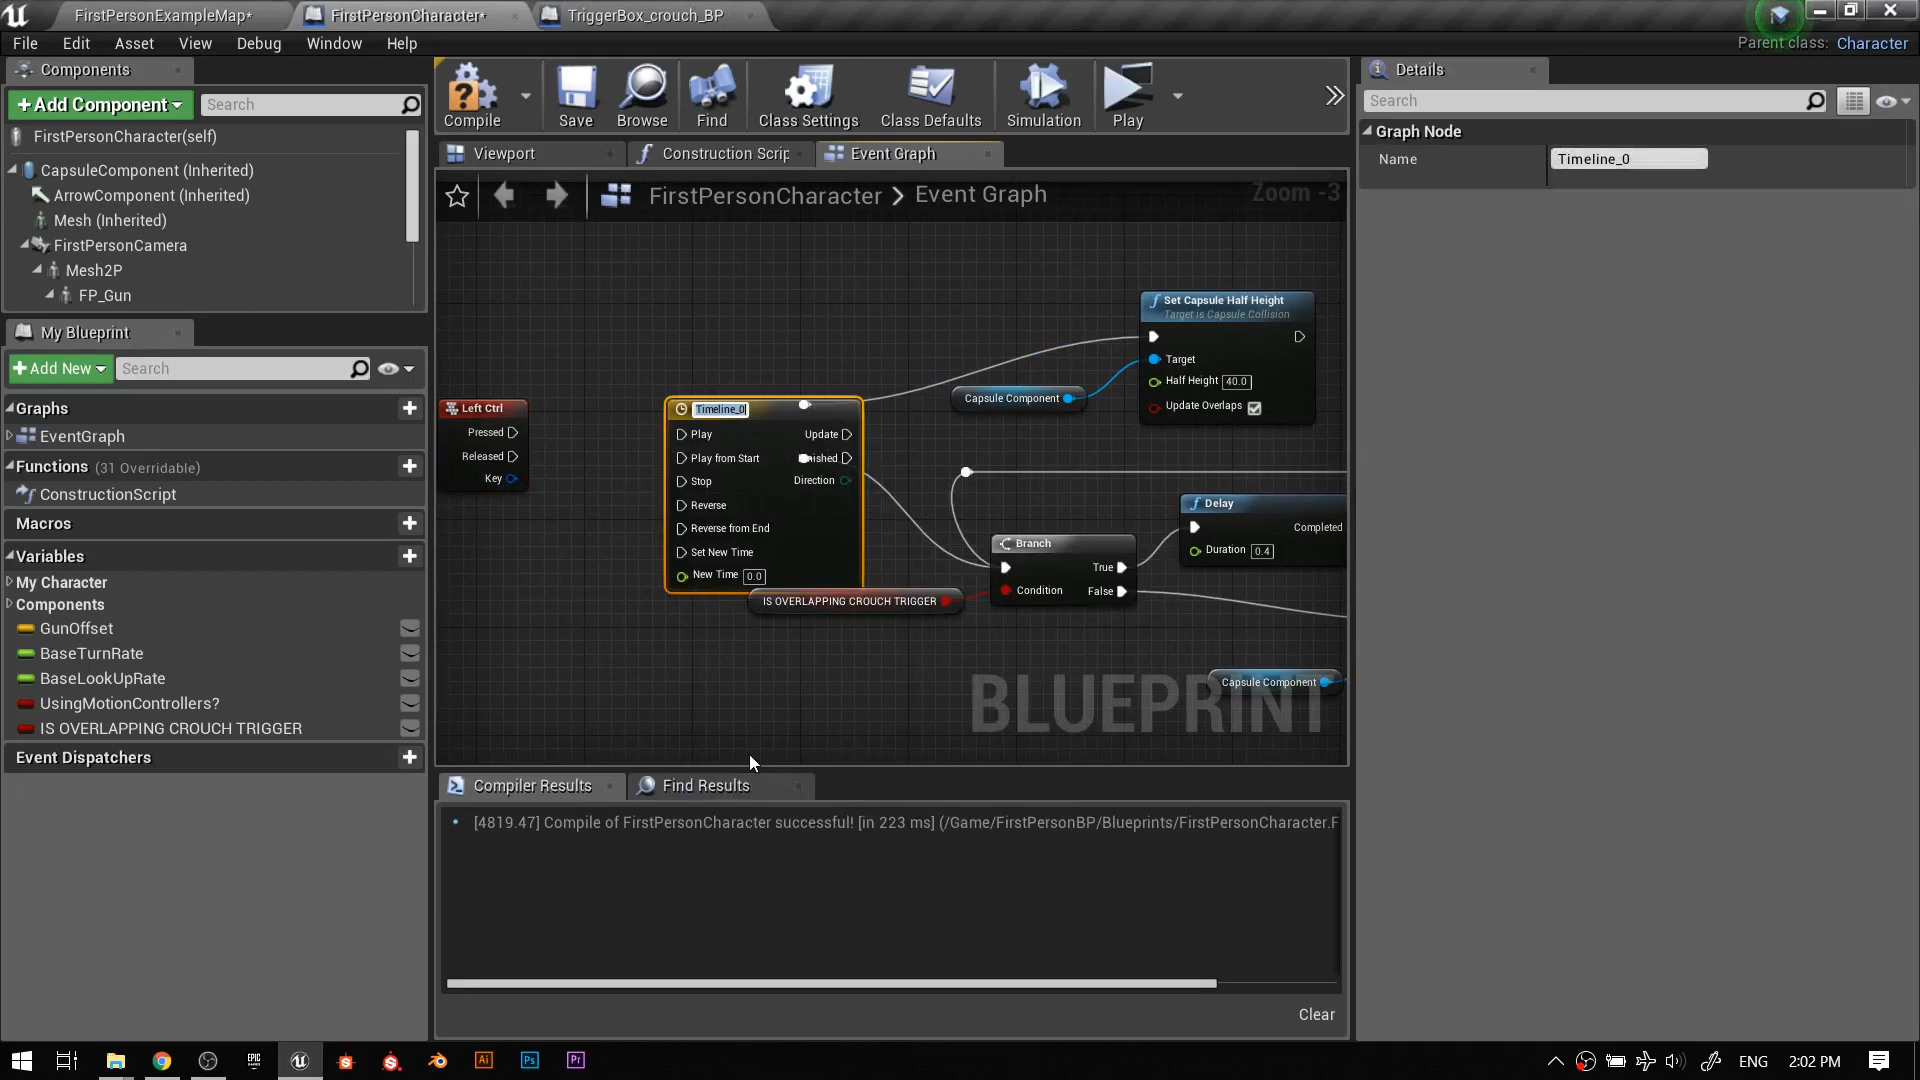 FirstPersonExampleMap*
FirstPersonCharacter*
TriggerBox_crouch_BP
File Edit Asset View Debug Window Help
Parent class: Character
Components
+Add Component
Search
FirstPersonCharacter(self)
CapsuleComponent (Inherited)
ArrowComponent (Inherited)
Mesh (Inherited)
FirstPersonCamera
Mesh2P
FP_Gun
My Blueprint
+Add New
Search
Graphs
EventGraph
Functions (31 Overridable)
ConstructionScript
Macros
Variables
My Character
Components
GunOffset
BaseTurnRate
BaseLookUpRate
UsingMotionControllers?
IS OVERLAPPING CROUCH TRIGGER
Event Dispatchers
Compile Save Browse Find Class Settings Class Defaults Simulation Play
Viewport
Construction Scrip
Event Graph
FirstPersonCharacter > Event Graph
Zoom -3
Left Ctrl
Pressed
Released
Key
Timeline_0
Play
Update
Play from Start
Stop
Direction
Reverse
Reverse from End
Set New Time
New Time 0.0
IS OVERLAPPING CROUCH TRIGGER
Capsule Component
Set Capsule Half Height
Target is Capsule Collision
Target
Half Height 40.0
Update Overlaps
Branch
True
Condition
False
Delay
Completed
Duration 0.4
Capsule Component
BLUEPRINT
Compiler Results
Find Results
[4819.47] Compile of FirstPersonCharacter successful! [in 223 ms] (/Game/FirstPersonBP/Blueprints/FirstPersonCharacter.F
Clear
Details
Search
Graph Node
Name
Timeline_0
EPIC
GAMES
Ai
Ps
Pr
ENG
2:02 PM